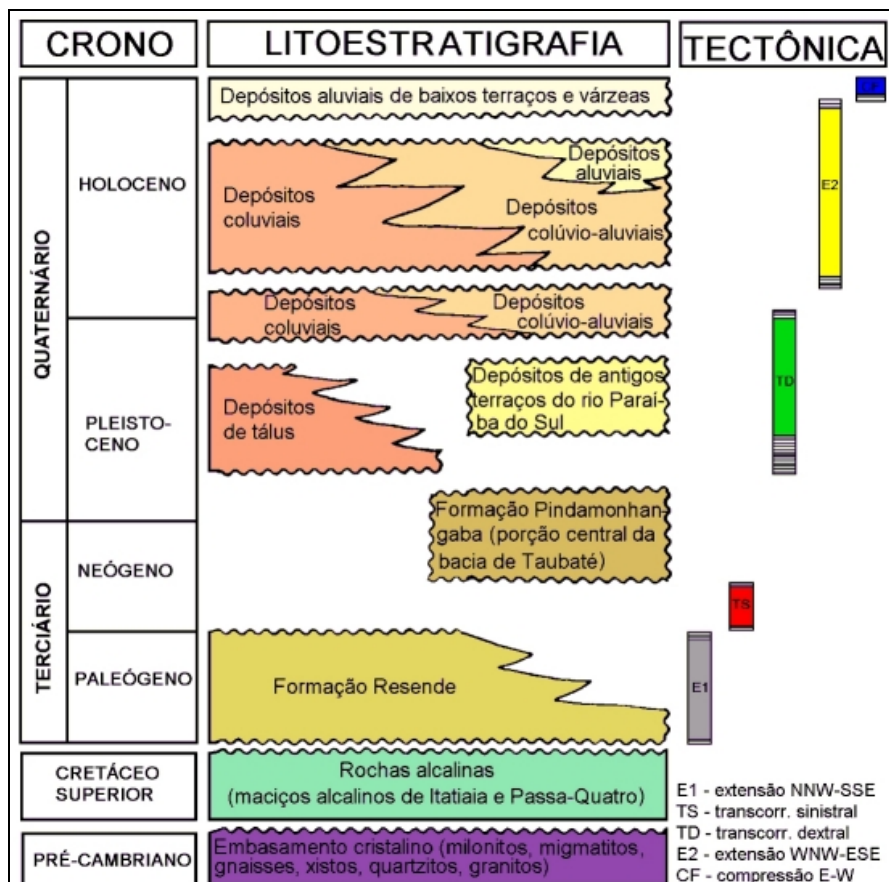 CRONO
LITOESTRATIGRAFIA
TECTÔNICA
QUATERNÁRIO
HOLOCENO
PLEISTO-
CENO
TERCIÁRIO
NEÓGENO
PALEÓGENO
CRETÁCEO
SUPERIOR
PRÉ-CAMBRIANO
Depósitos aluviais de baixos terraços e várzeas
Depósitos
coluviais
Depósitos
colúvio-aluviais
Depósitos
aluviais
Depósitos
coluviais
Depósitos
colúvio-aluviais
Depósitos
de tálus
Depósitos de antigos
terraços do rio Paraí-
ba do Sul
Formação Pindamonhan-
gaba (porção central da
bacia de Taubaté)
Formação Resende
Rochas alcalinas
(maciços alcalinos de Itatiaia e Passa-Quatro)
Embasamento cristalino (milonitos, migmatitos,
gnaisses, xistos, quartzitos, granitos)
CF
E2
TD
TS
E1
E1 - extensão NNW-SSE
TS - transcorr. sinistral
TD - transcorr. dextral
E2 - extensão WNW-ESE
CF - compressão E-W